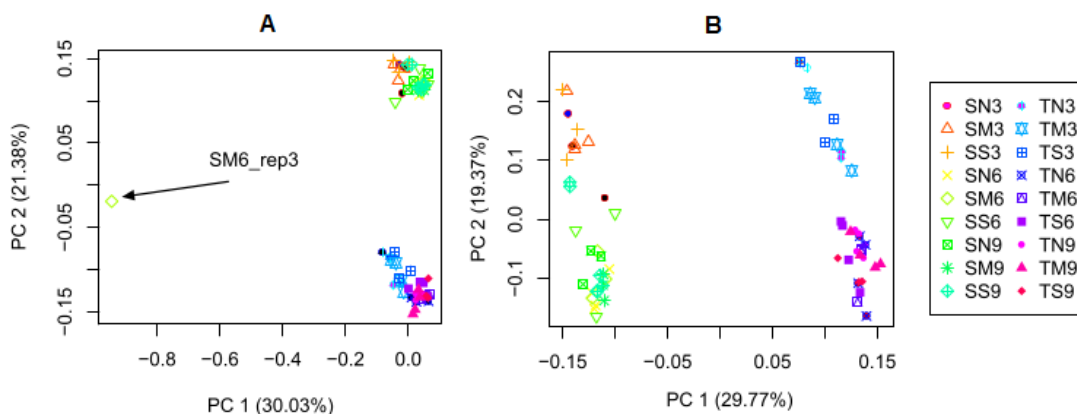 A
0.15
0.05
−0.05
−0.15
PC 2 (21.38%)
SM6_rep3
−0.8 −0.6 −0.4 −0.2 0.0
PC 1 (30.03%)
B
0.2
0.1
0.0
−0.1
PC 2 (19.37%)
−0.15 −0.05 0.05 0.15
PC 1 (29.77%)
SN3 TN3
SM3 TM3
SS3 TS3
SN6 TN6
SM6 TM6
SS6 TS6
SN9 TN9
SM9 TM9
SS9 TS9